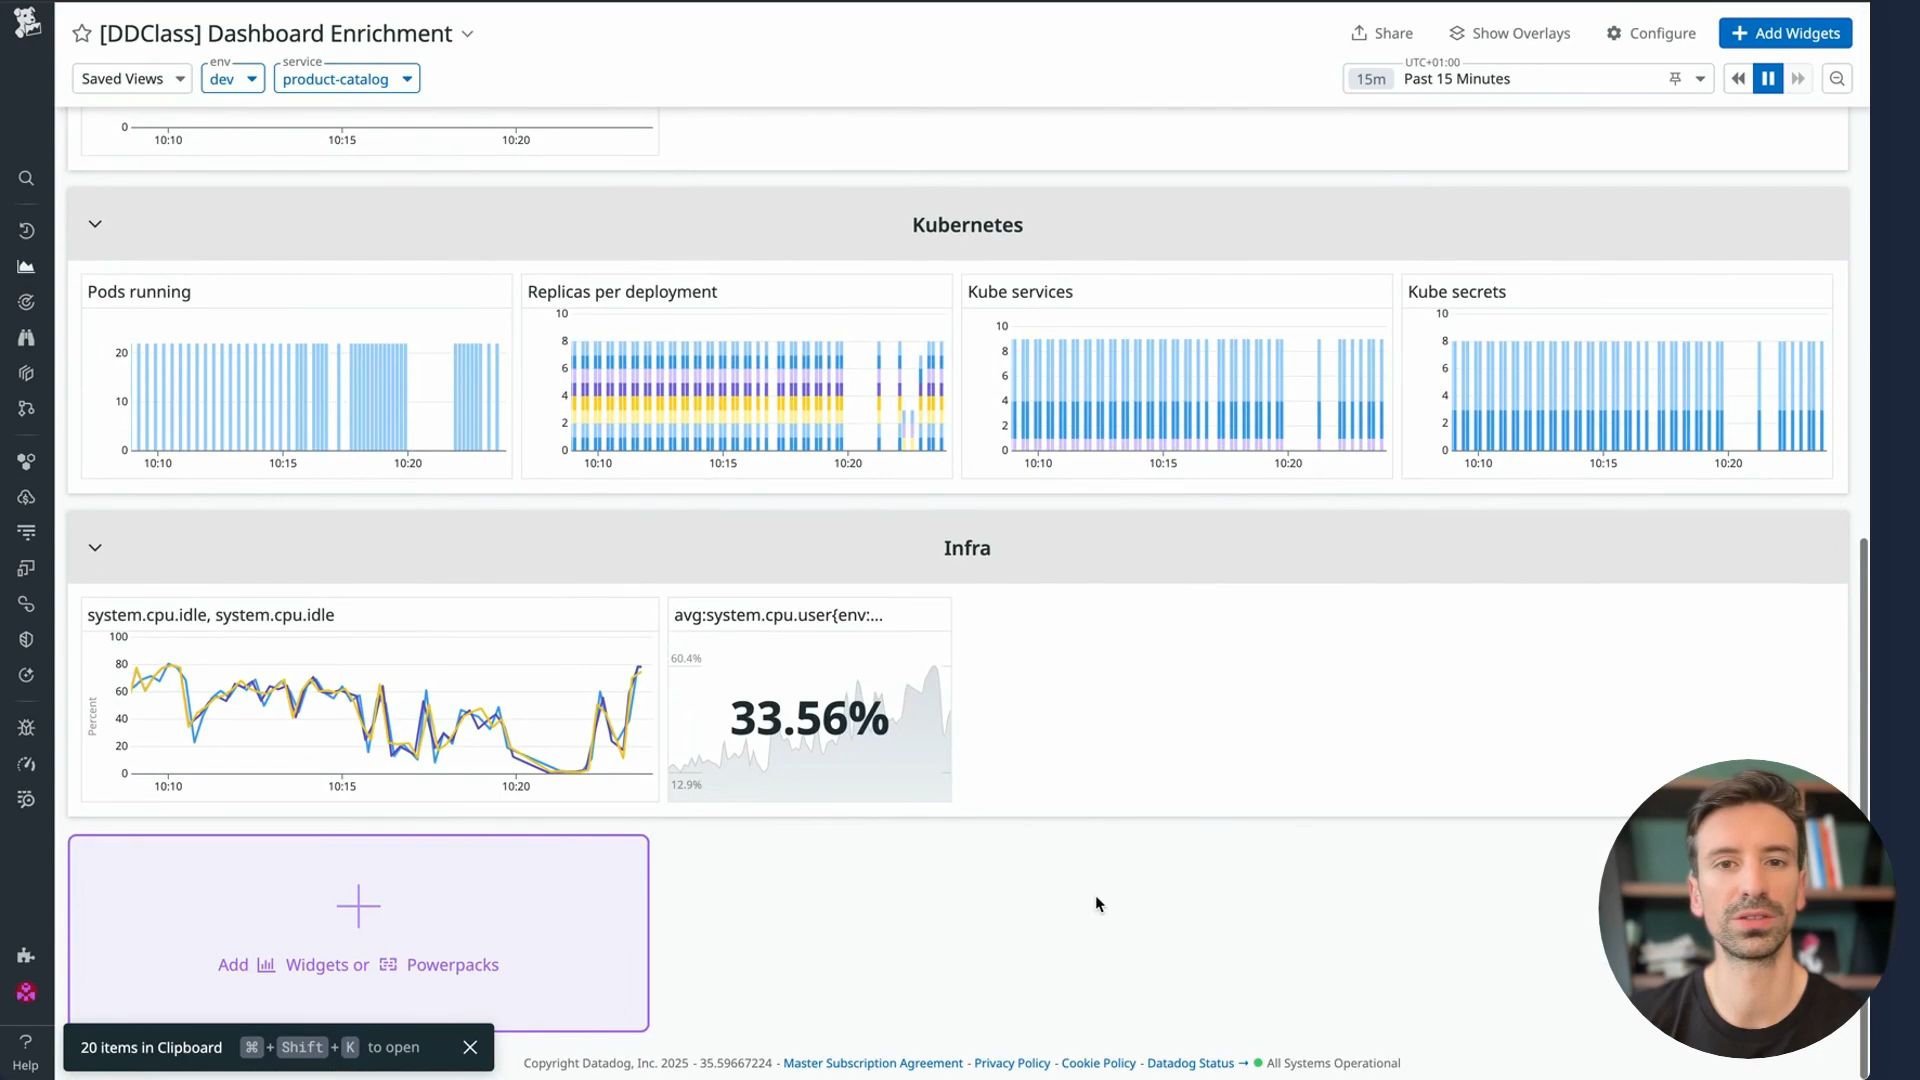 [DDClass] Dashboard Enrichment
Share
Show Overlays
Configure
Add Widgets
Saved Views
env
dev
service
product-catalog
UTC+01:00
15m Past 15 Minutes
0
10:10 10:15 10:20
Kubernetes
Pods running
20
10
0
10:10 10:15 10:20
Replicas per deployment
10
8
6
4
2
0
10:10 10:15 10:20
Kube services
10
8
6
4
2
0
10:10 10:15 10:20
Kube secrets
10
8
6
4
2
0
10:10 10:15 10:20
Infra
system.cpu.idle, system.cpu.idle
100
80
60
40
20
0
Percent
10:10 10:15 10:20
avg:system.cpu.user{env:...
60.4%
33.56%
12.9%
Add Widgets or Powerpacks
20 items in Clipboard ⌘ + Shift + K to open
Help
Copyright Datadog, Inc. 2025 - 35.59667224 - Master Subscription Agreement - Privacy Policy - Cookie Policy - Datadog Status → All Systems Operational